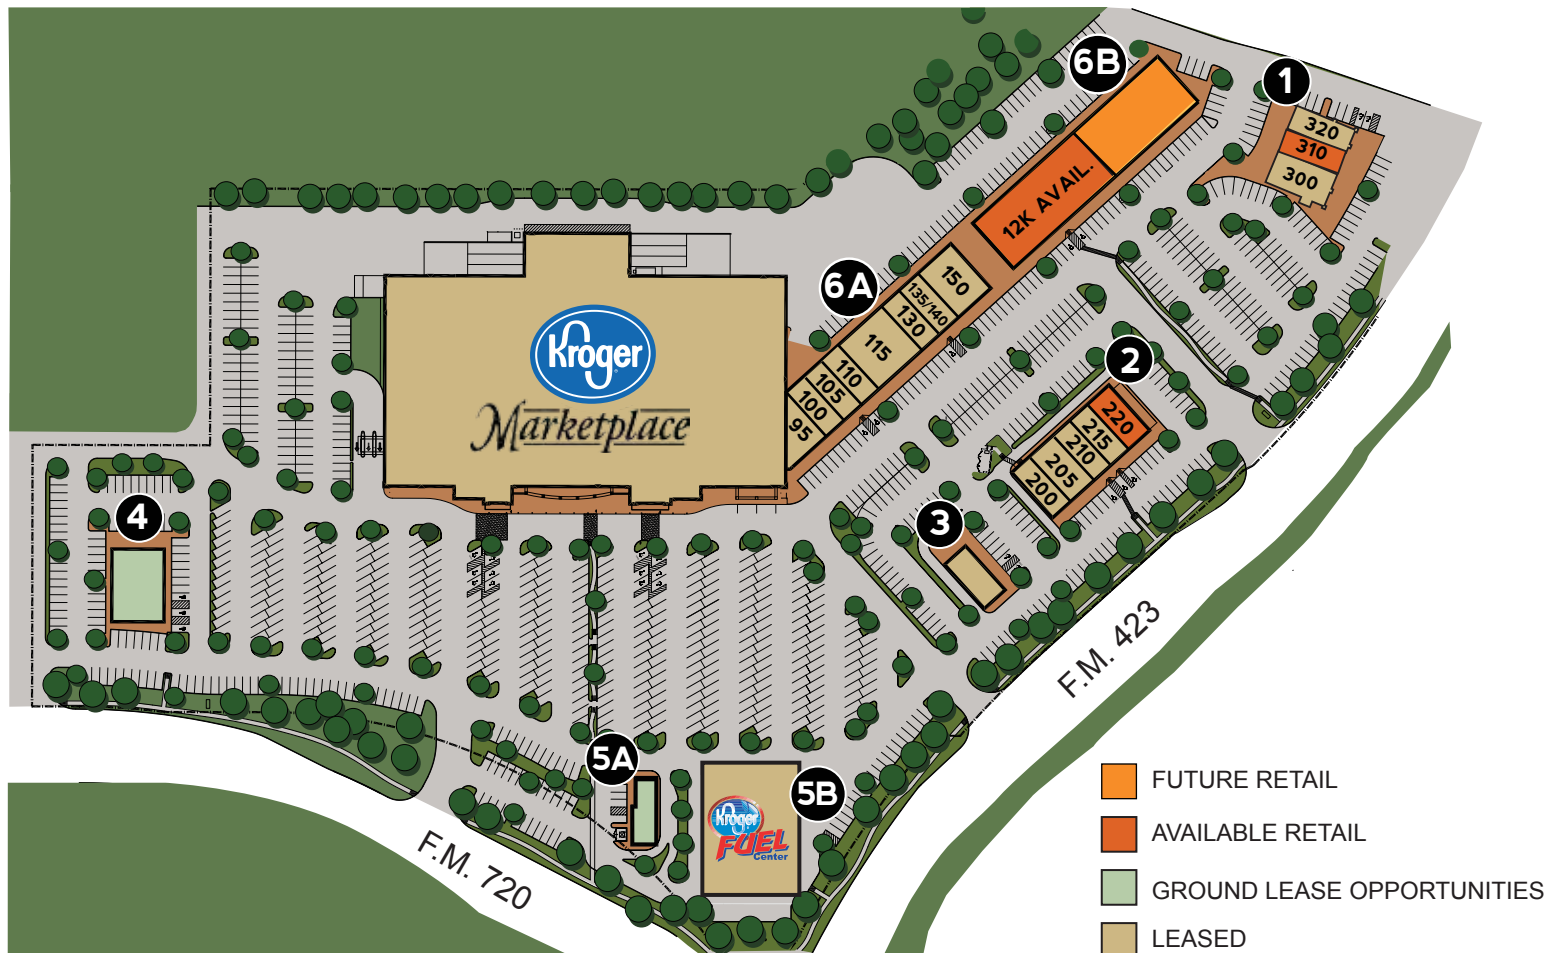 6B
1
320
310
300
12K AVAIL.
6A
150
135/140
130
115
110
105
100
95
Kroger
Marketplace
2
220
215
210
205
200
3
4
F.M. 423
5A
5B
Kroger
FUEL
Center
F.M. 720
FUTURE RETAIL
AVAILABLE RETAIL
GROUND LEASE OPPORTUNITIES
LEASED